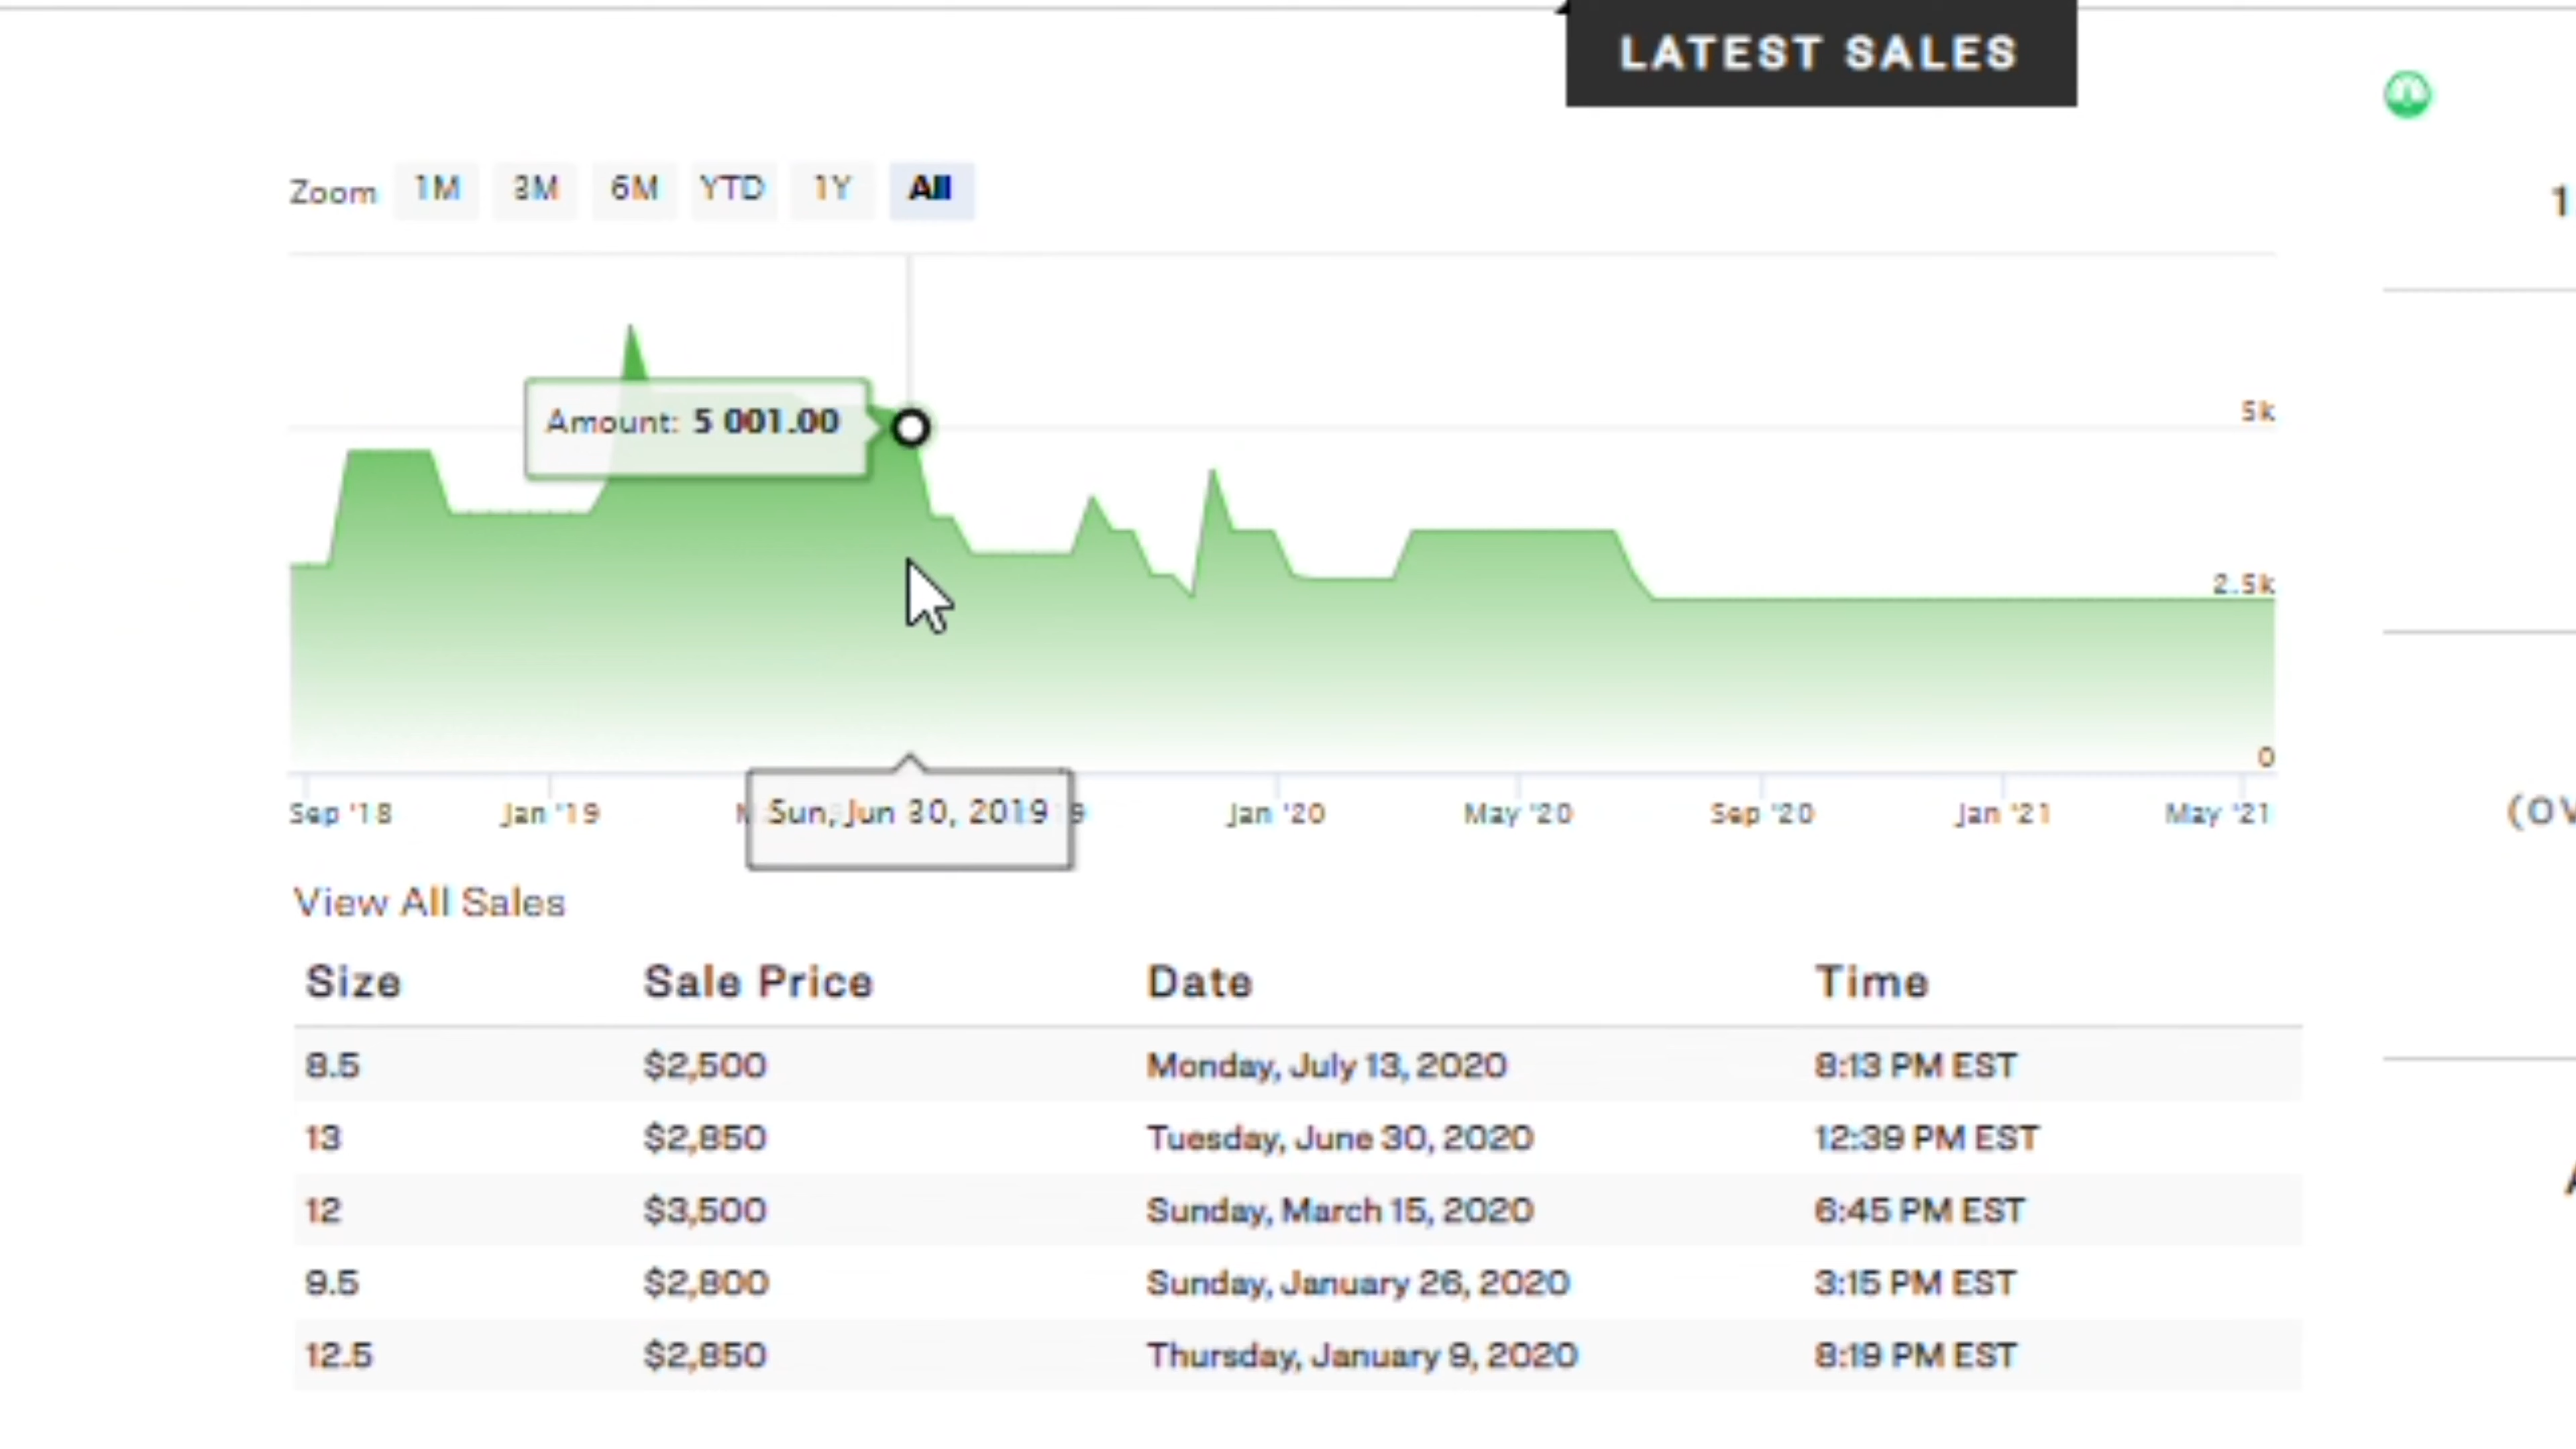 LATEST SALES
Zoom 1M 3M 6M YTD 1Y All
1
Amount: 5 001.00
5k
2.5k
0
Sun, Jun 30, 2019
Sep '18 Jan '19 Jan '20 May '20 Sep '20 Jan '21 May '21
(OV
View All Sales
Size Sale Price Date Time
8.5 $2,500 Monday, July 13, 2020 8:13 PM EST
13 $2,850 Tuesday, June 30, 2020 12:39 PM EST
12 $3,500 Sunday, March 15, 2020 6:45 PM EST
9.5 $2,800 Sunday, January 26, 2020 3:15 PM EST
12.5 $2,850 Thursday, January 9, 2020 8:19 PM EST